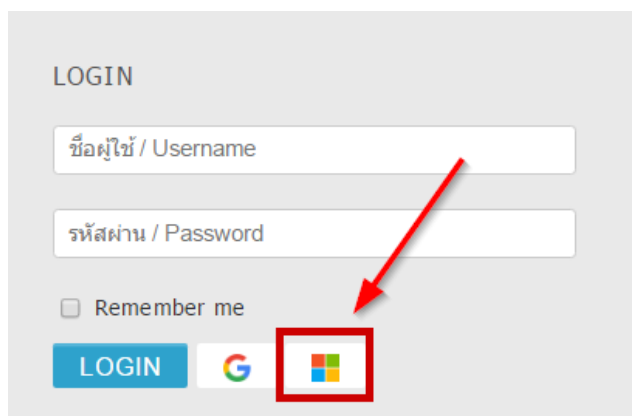 LOGIN
ชื่อผู้ใช้ / Username
รหัสผ่าน / Password
Remember me
LOGIN G